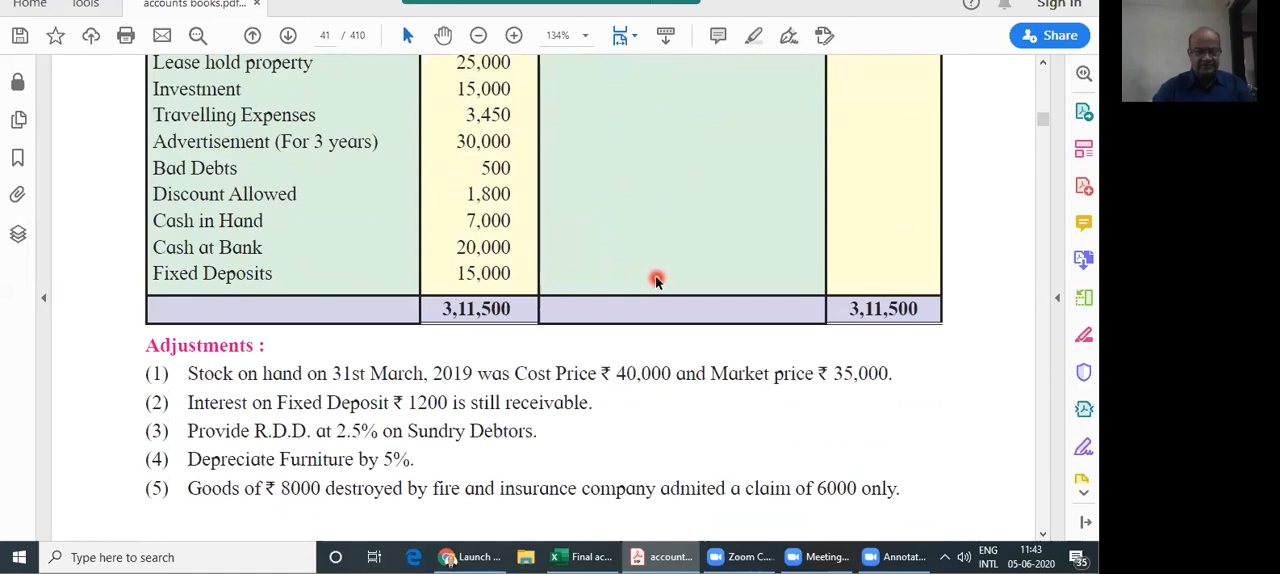 Home Tools accounts books.pdf... × Sign In
41 / 410 134% Share
Lease hold property 25,000
Investment 15,000
Travelling Expenses 3,450
Advertisement (For 3 years) 30,000
Bad Debts 500
Discount Allowed 1,800
Cash in Hand 7,000
Cash at Bank 20,000
Fixed Deposits 15,000
3,11,500 3,11,500
Adjustments :
(1) Stock on hand on 31st March, 2019 was Cost Price ₹ 40,000 and Market price ₹ 35,000.
(2) Interest on Fixed Deposit ₹ 1200 is still receivable.
(3) Provide R.D.D. at 2.5% on Sundry Debtors.
(4) Depreciate Furniture by 5%.
(5) Goods of ₹ 8000 destroyed by fire and insurance company admited a claim of 6000 only.
Type here to search Launch ... Final ac... account... Zoom C... Meeting... Annotat... ENG 11:43
INTL 05-06-2020 35